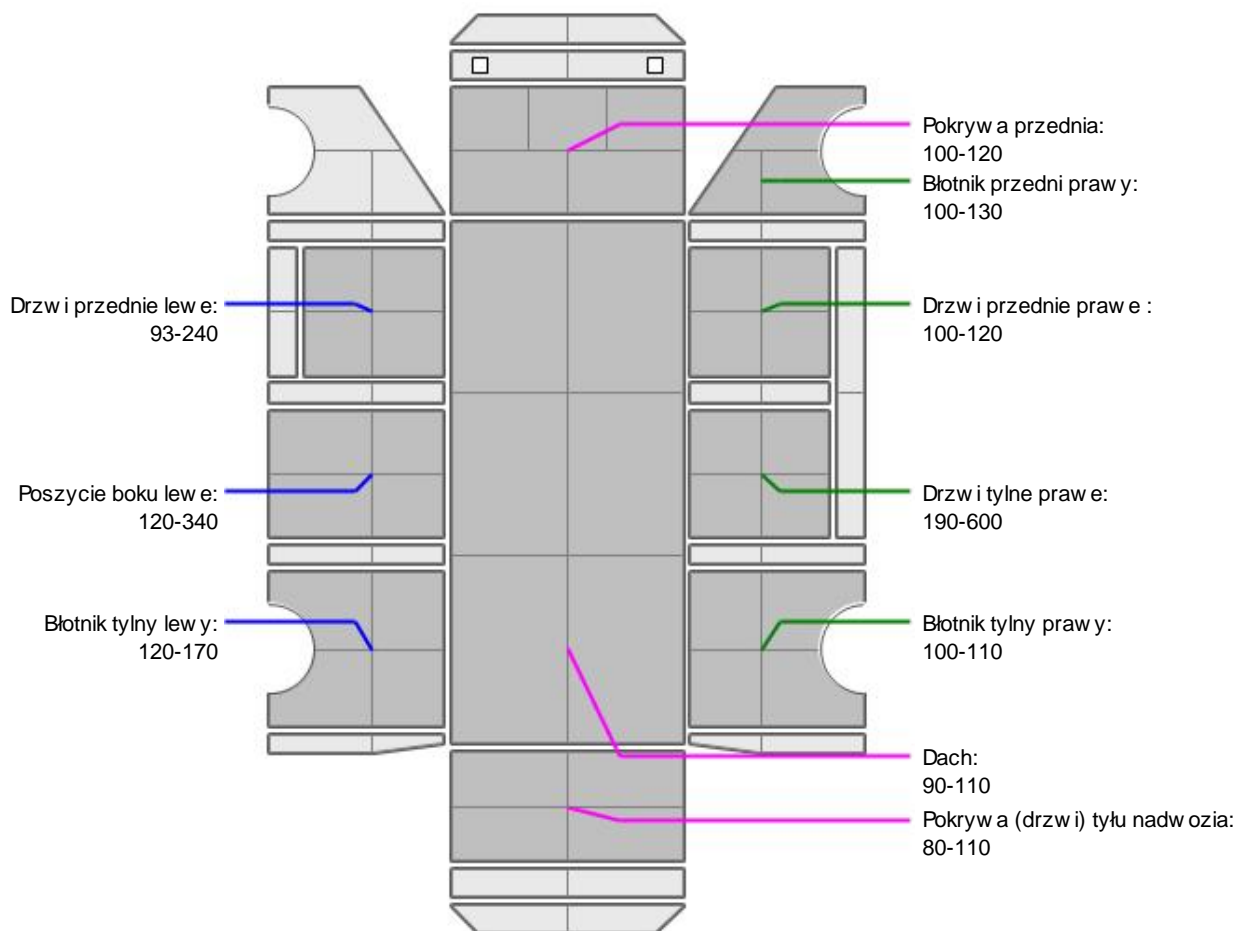 Pokrywa przednia:
100-120
Błotnik przedni prawy:
100-130
Drzwi przednie lewe:
93-240
Drzwi przednie prawe :
100-120
Poszycie boku lewe:
120-340
Drzwi tylne prawe:
190-600
Błotnik tylny lewy:
120-170
Błotnik tylny prawy:
100-110
Dach:
90-110
Pokrywa (drzwi) tyłu nadwozia:
80-110